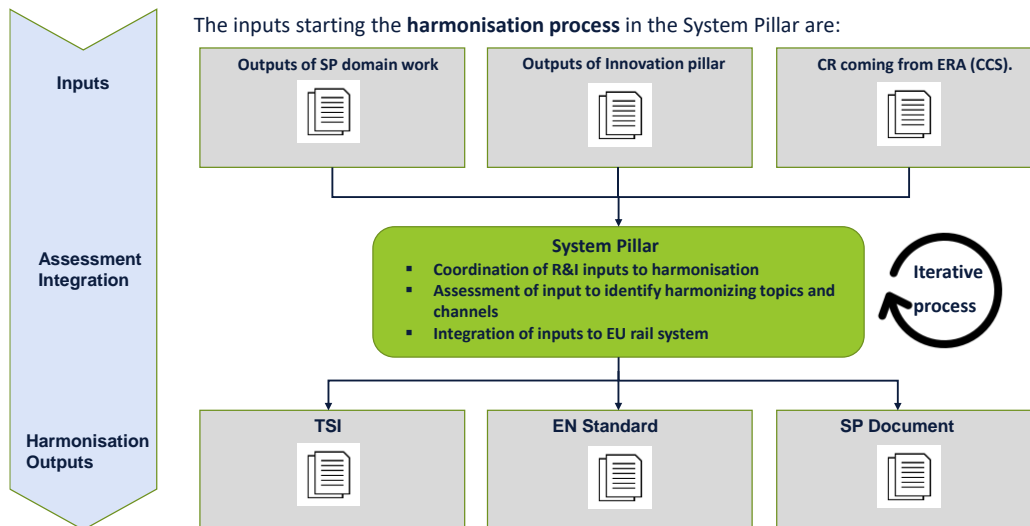 The inputs starting the harmonisation process in the System Pillar are:
Inputs
Outputs of SP domain work
Outputs of Innovation pillar
CR coming from ERA (CCS).
Assessment
Integration
System Pillar
▪ Coordination of R&I inputs to harmonisation
▪ Assessment of input to identify harmonizing topics and
channels
▪ Integration of inputs to EU rail system
Iterative
process
Harmonisation
Outputs
TSI
EN Standard
SP Document